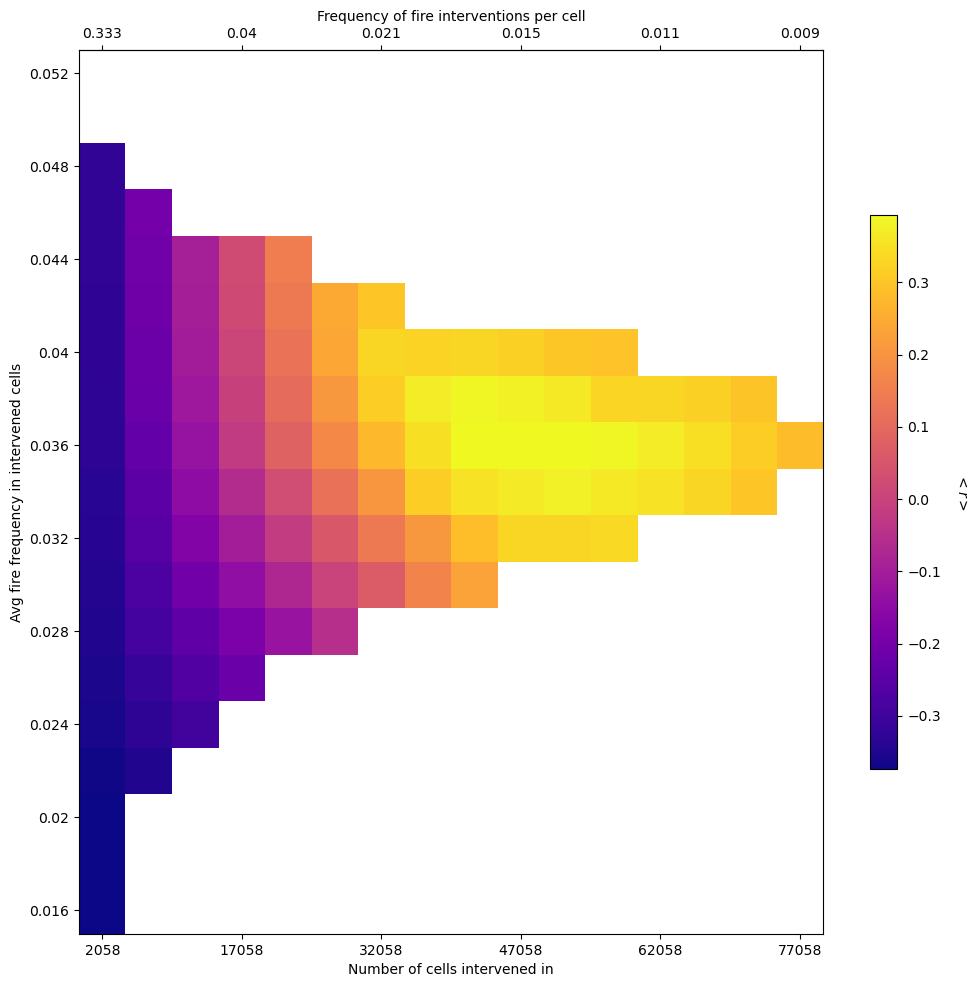 Frequency of fire interventions per cell
0.333 0.04 0.021 0.015 0.011 0.009
0.052
0.048
0.044
0.04
0.036
0.032
0.028
0.024
0.02
0.016
Avg fire frequency in intervened cells
2058 17058 32058 47058 62058 77058
Number of cells intervened in
0.3
0.2
0.1
0.0
−0.1
−0.2
−0.3
< r >